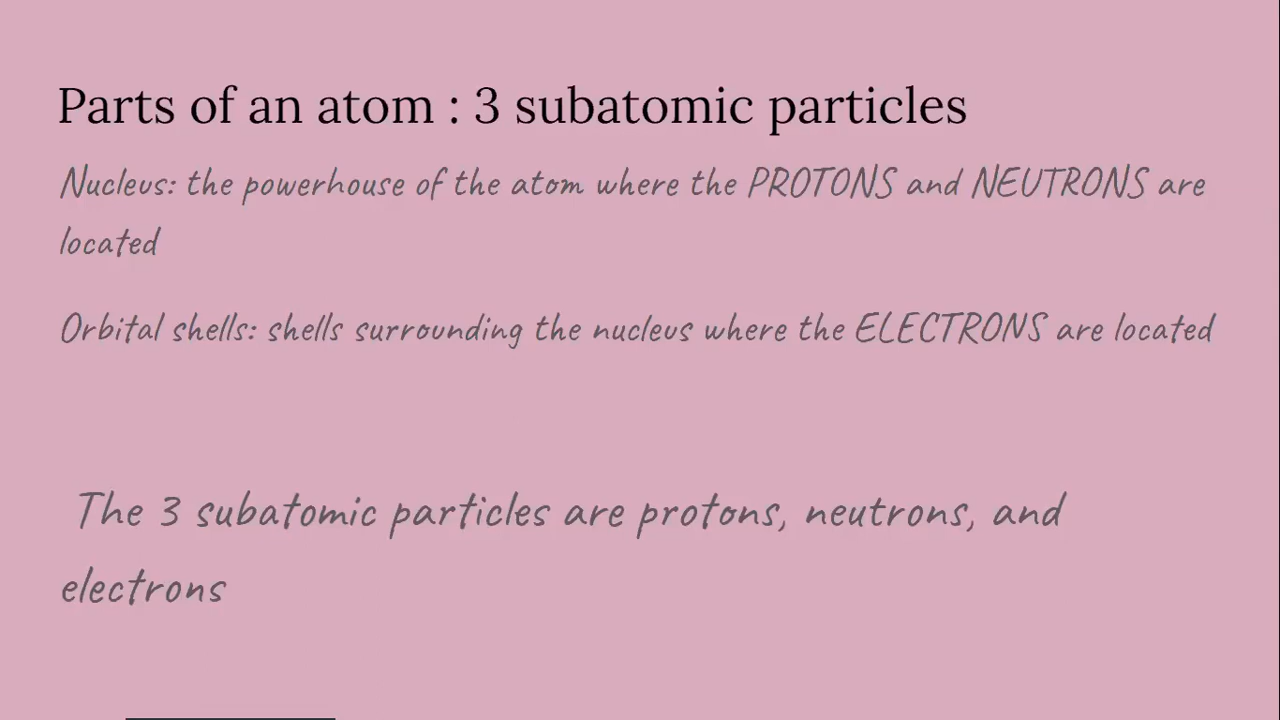 Parts of an atom : 3 subatomic particles
Nucleus: the powerhouse of the atom where the PROTONS and NEUTRONS are
located
Orbital shells: shells surrounding the nucleus where the ELECTRONS are located
The 3 subatomic particles are protons, neutrons, and
electrons